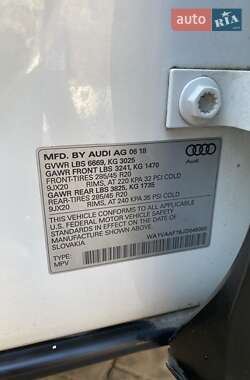 AUTO.RIA
MFD. BY AUDI AG 06 18
GVWR LBS 6669, KG 3025
GAWR FRONT LBS 3241, KG 1470
FRONT-TIRES 285/45 R20
9JX20 RIMS, AT 220 KPA 32 PSI COLD
GAWR REAR LBS 3825, KG 1735
REAR-TIRES 285/45 R20
9JX20 RIMS, AT 240 KPA 35 PSI COLD
Audi
THIS VEHICLE CONFORMS TO ALL APPLICABLE
U.S. FEDERAL MOTOR VEHICLE SAFETY STANDARDS
IN EFFECT ON THE DATE OF MANUFACTURE SHOWN ABOVE.
SLOVAKIA
TYPE:
MPV